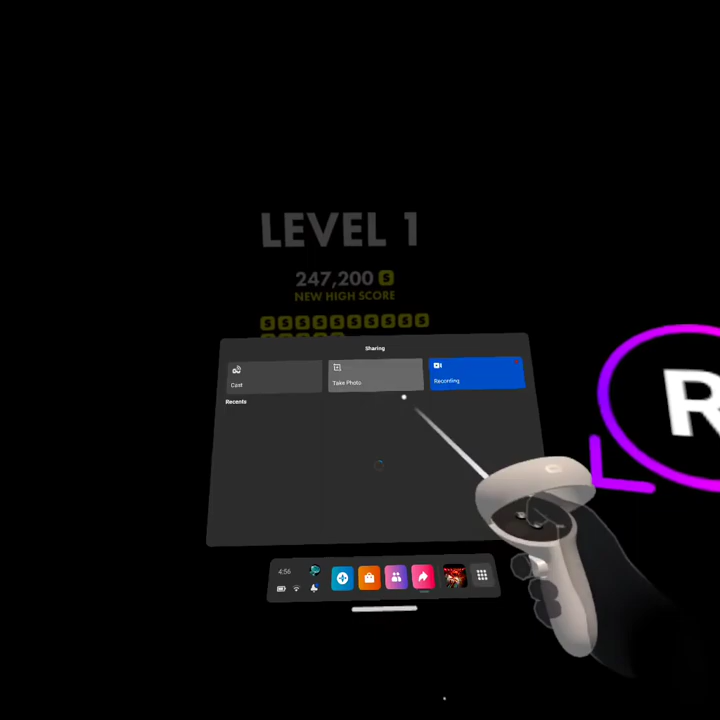 LEVEL 1
247,200 S
NEW HIGH SCORE
S S S S S S S S S S
Sharing
Cast
Take Photo
Recording
Recents
R
4:56